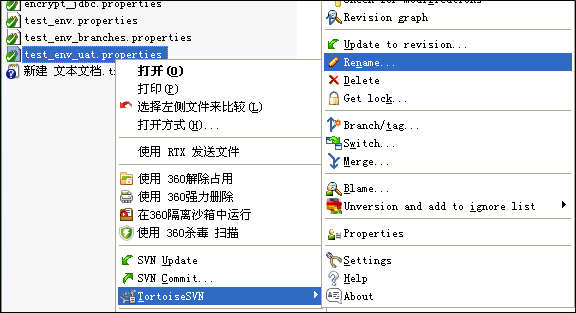 encrypt_jdbc.properties
test_env.properties
test_env_branches.properties
test_env_uat.properties
新建 文本文档.t
打开(O)
打印(P)
选择左侧文件来比较(L)
打开方式(H)...
使用 RTX 发送文件
使用 360解除占用
使用 360强力删除
在360隔离沙箱中运行
使用 360杀毒 扫描
SVN Update
SVN Commit...
TortoiseSVN
Check for modifications
Revision graph
Update to revision...
Rename...
Delete
Get lock...
Branch/tag...
Switch...
Merge...
Blame...
Unversion and add to ignore list
Properties
Settings
Help
About